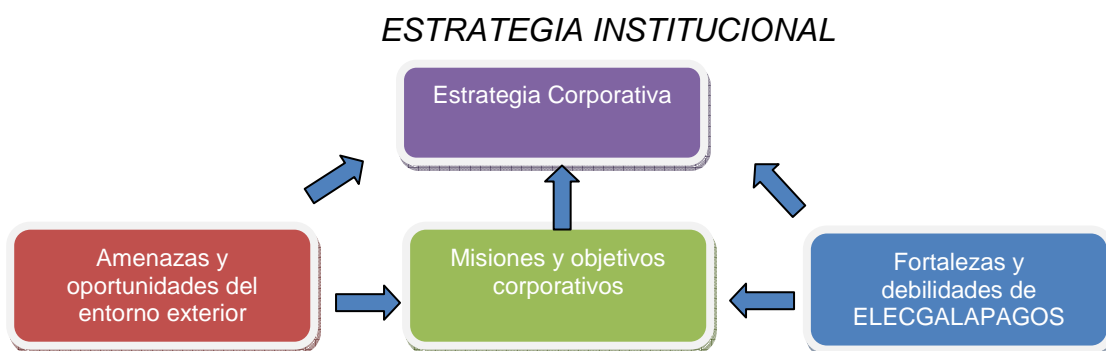 ESTRATEGIA INSTITUCIONAL
Estrategia Corporativa
Amenazas y
oportunidades del
entorno exterior
Misiones y objetivos
corporativos
Fortalezas y
debilidades de
ELECGALAPAGOS